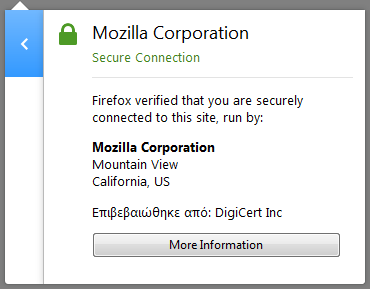 Mozilla Corporation
Secure Connection
Firefox verified that you are securely
connected to this site, run by:
Mozilla Corporation
Mountain View
California, US
Επιβεβαιώθηκε από: DigiCert Inc
More Information